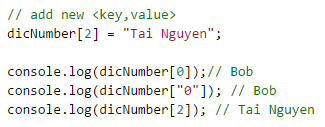 // add new <key,value>
dicNumber[2] = "Tai Nguyen";
console.log(dicNumber[0]);// Bob
console.log(dicNumber["0"]); // Bob
console.log(dicNumber[2]); // Tai Nguyen